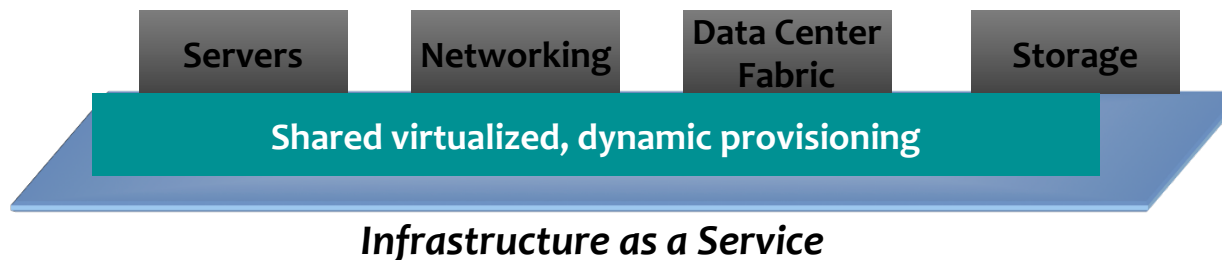 Servers
Networking
Data Center
Fabric
Storage
Shared virtualized, dynamic provisioning
Infrastructure as a Service